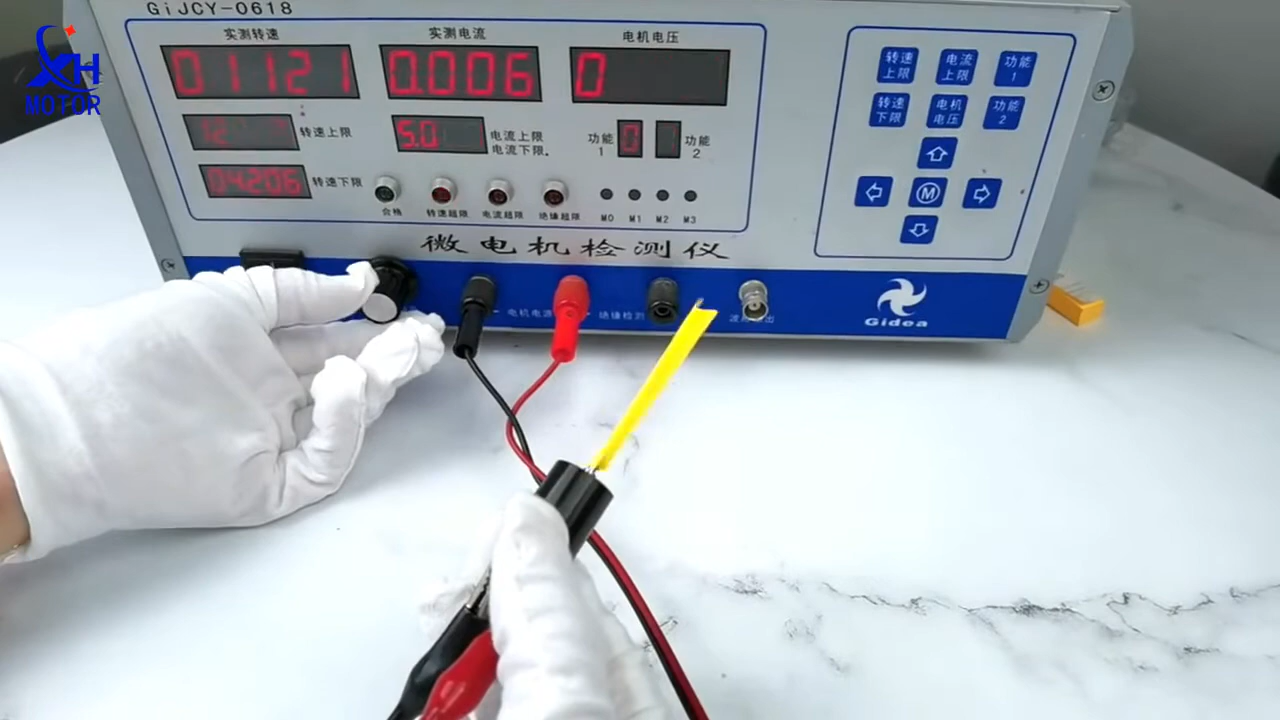 GiJCY-0618
XH
MOTOR
实测转速
实测电流
电机电压
01121
0.006
0
转速上限
5.0
电流上限
电流下限
功能
1
0
功能
2
04206
转速下限
合格
转速超限
电流超限
绝缘超限
M0
M1
M2
M3
转速
上限
电流
上限
功能
1
转速
下限
电机
电压
功能
2
M
微电机检测仪
电机电源
绝缘检测
Gidea